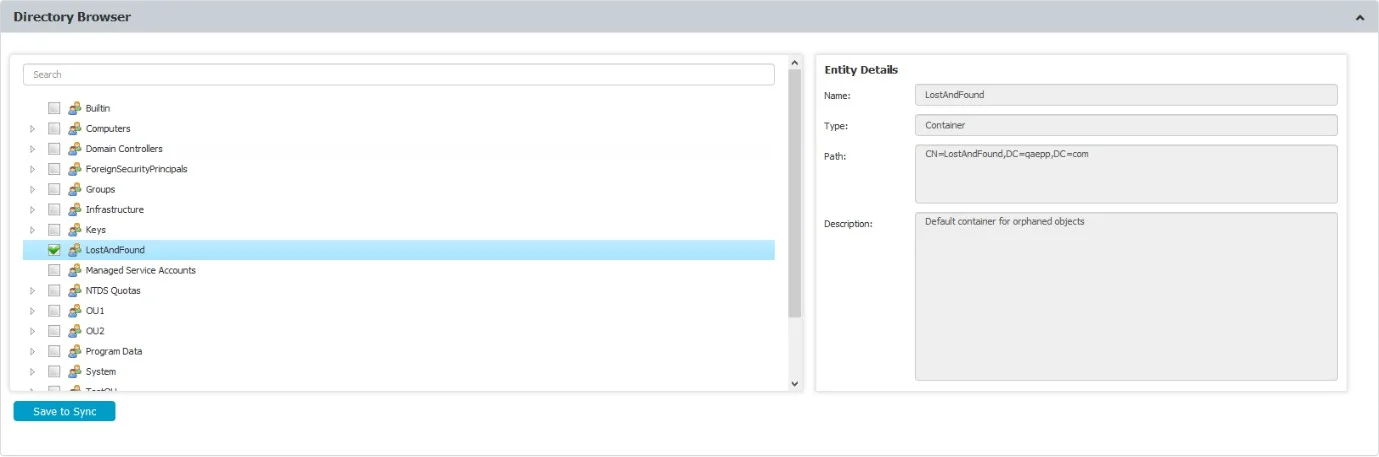 Directory Browser
Search
Builtin
Computers
Domain Controllers
ForeignSecurityPrincipals
Groups
Infrastructure
Keys
LostAndFound
Managed Service Accounts
NTDS Quotas
OU1
OU2
Program Data
System
TestOU
Save to Sync
Entity Details
Name:
LostAndFound
Type:
Container
Path:
CN=LostAndFound,DC=qaepp,DC=com
Description:
Default container for orphaned objects